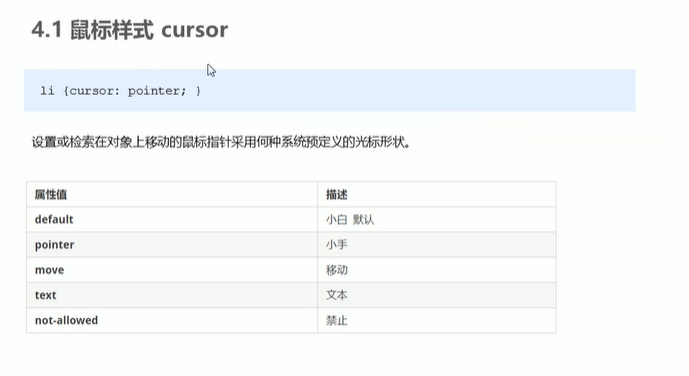 4.1 鼠标样式 cursor
li {cursor: pointer; }
设置或检索在对象上移动的鼠标指针采用何种系统预定义的光标形状。
属性值 描述
default 小白 默认
pointer 小手
move 移动
text 文本
not-allowed 禁止